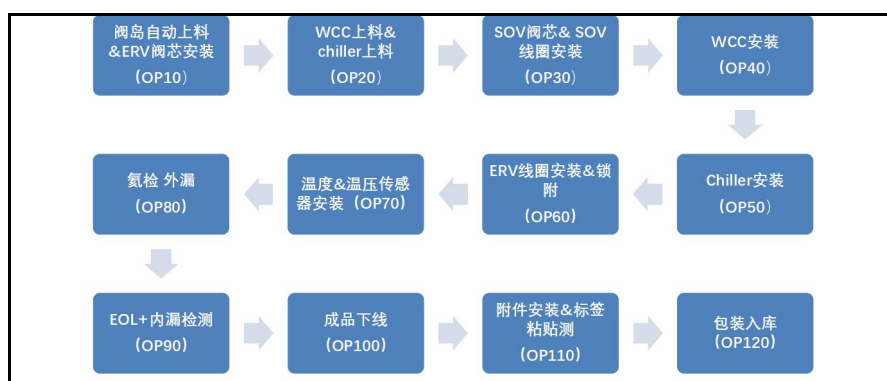 阀岛自动上料
&ERV阀芯安装
（OP10）
WCC上料&
chiller上料
（OP20）
SOV阀芯& SOV
线圈安装
（OP30）
WCC安装
（OP40）
Chiller安装
（OP50）
ERV线圈安装&锁
附
（OP60）
温度&温压传感
器安装（OP70）
氦检 外漏
（OP80）
EOL+内漏检测
（OP90）
成品下线
（OP100）
附件安装&标签
粘贴测
（OP110）
包装入库
（OP120）